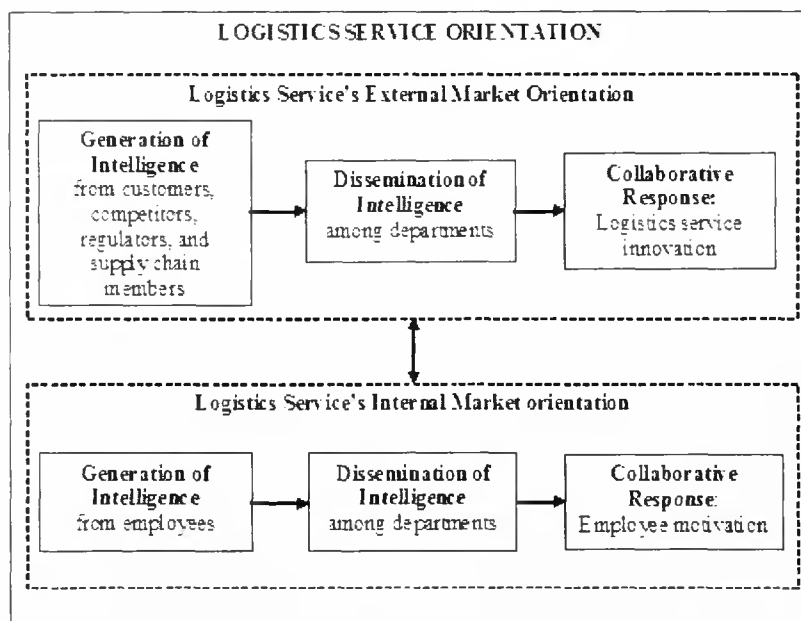 LOGISTICS SERVICE ORIENTATION
Logistics Service's External Market Orientation
Generation of
Intelligence
from customers,
competitors,
regulators, and
supply chain
members
Dissemination of
Intelligence
among departments
Collaborative
Response:
Logistics service
innovation
Logistics Service's Internal Market orientation
Generation of
Intelligence
from employees
Dissemination of
Intelligence
among departments
Collaborative
Response:
Employee motivation